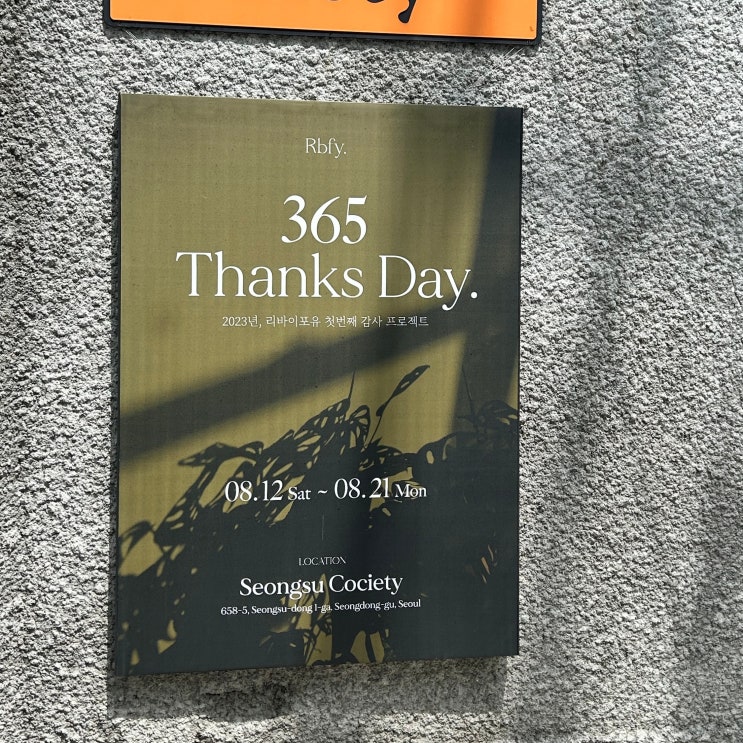 Rbfy.
365
Thanks Day.
2023년, 리바이포유 첫번째 감사 프로젝트
08.12 Sat ~ 08.21 Mon
LOCATION
Seongsu Cociety
658-5, Seongsu-dong 1-ga, Seongdong-gu, Seoul